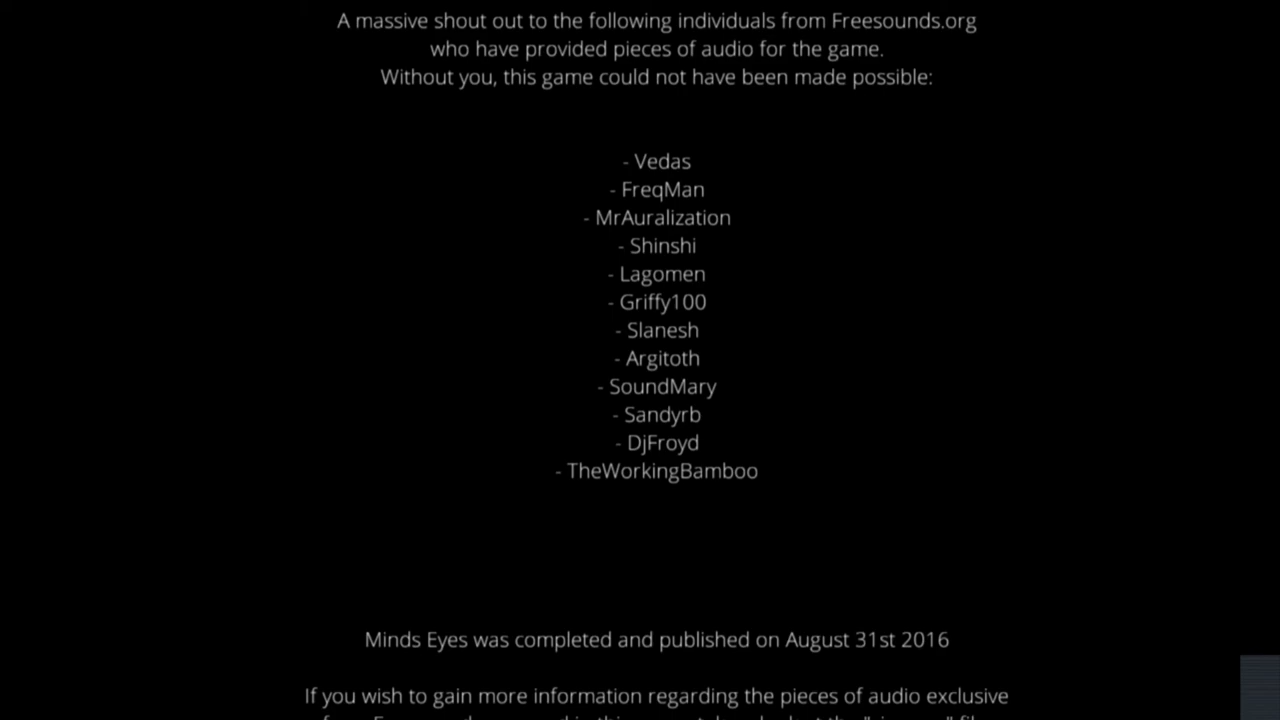 A massive shout out to the following individuals from Freesounds.org
who have provided pieces of audio for the game.
Without you, this game could not have been made possible:
- Vedas
- FreqMan
- MrAuralization
- Shinshi
- Lagomen
- Griffy100
- Slanesh
- Argitoth
- SoundMary
- Sandyrb
- DjFroyd
- TheWorkingBamboo
Minds Eyes was completed and published on August 31st 2016
If you wish to gain more information regarding the pieces of audio exclusive